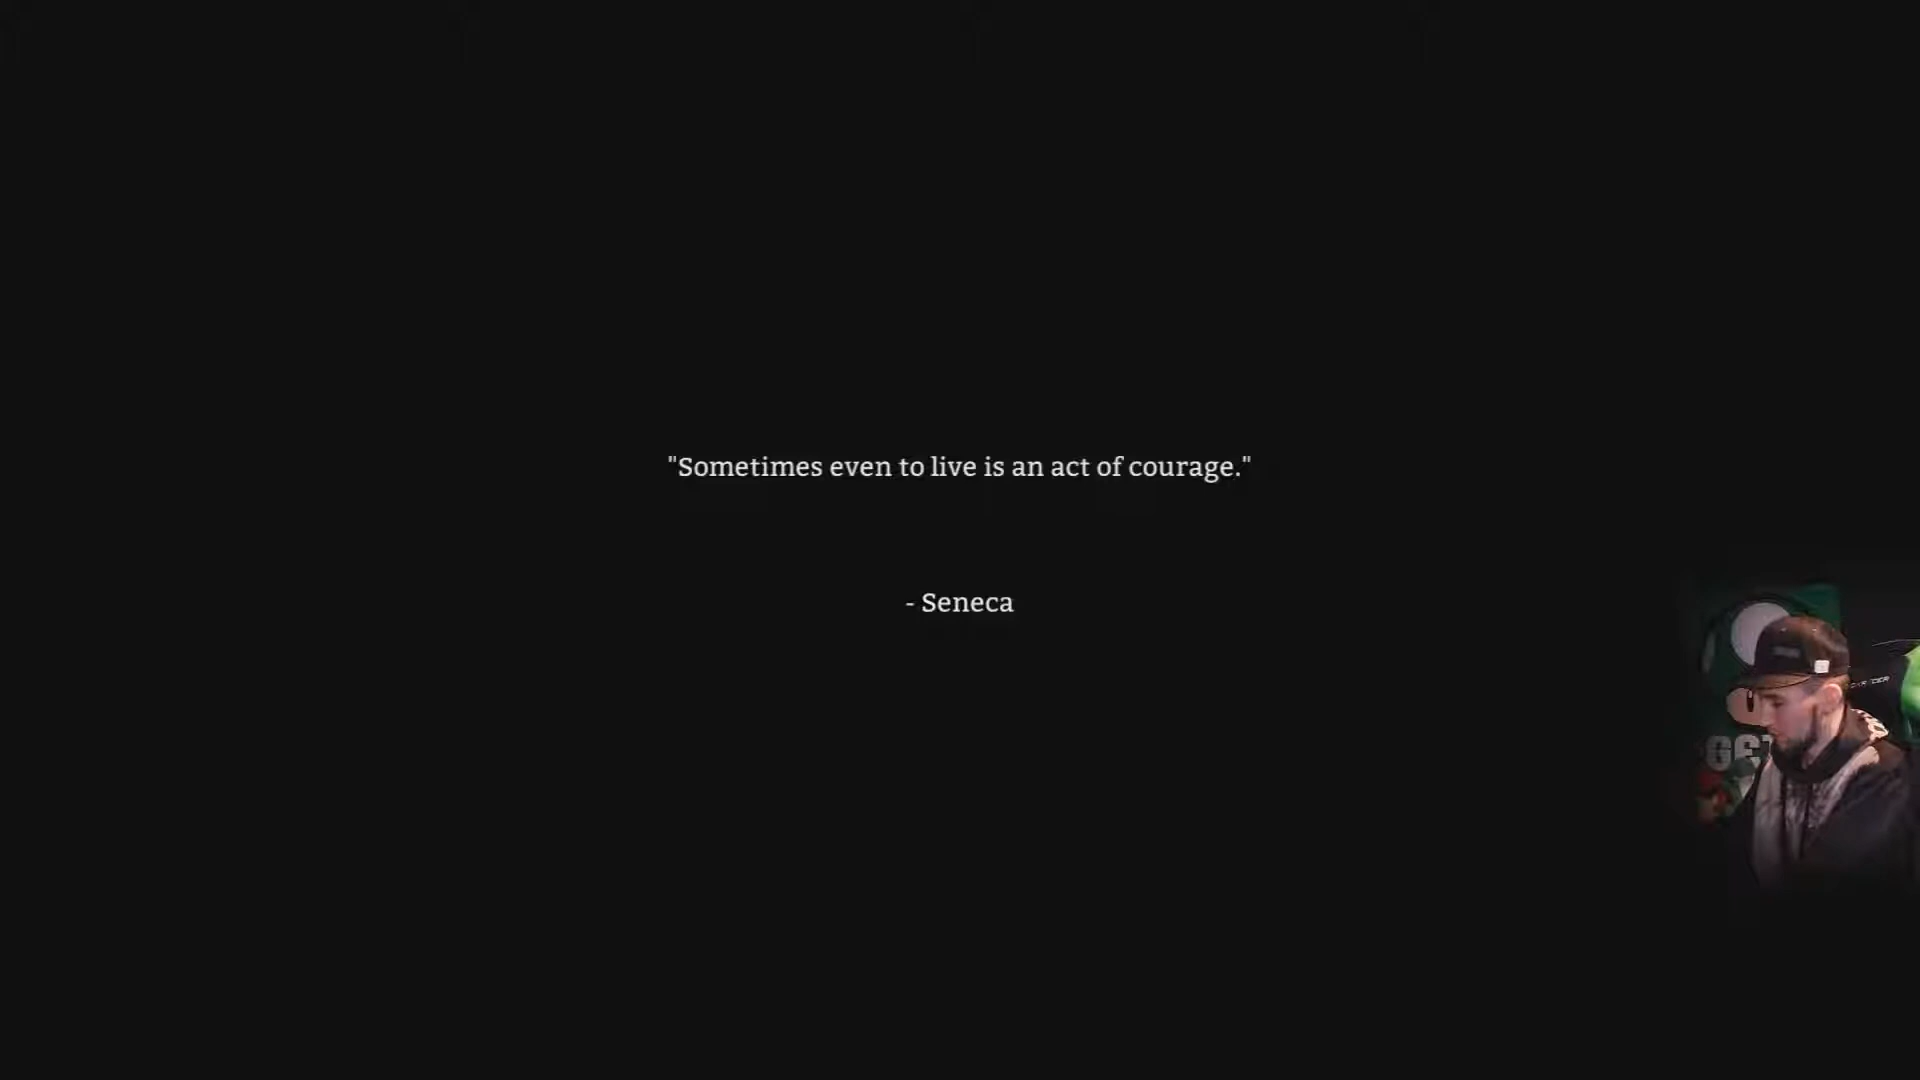 "Sometimes even to live is an act of courage."
- Seneca